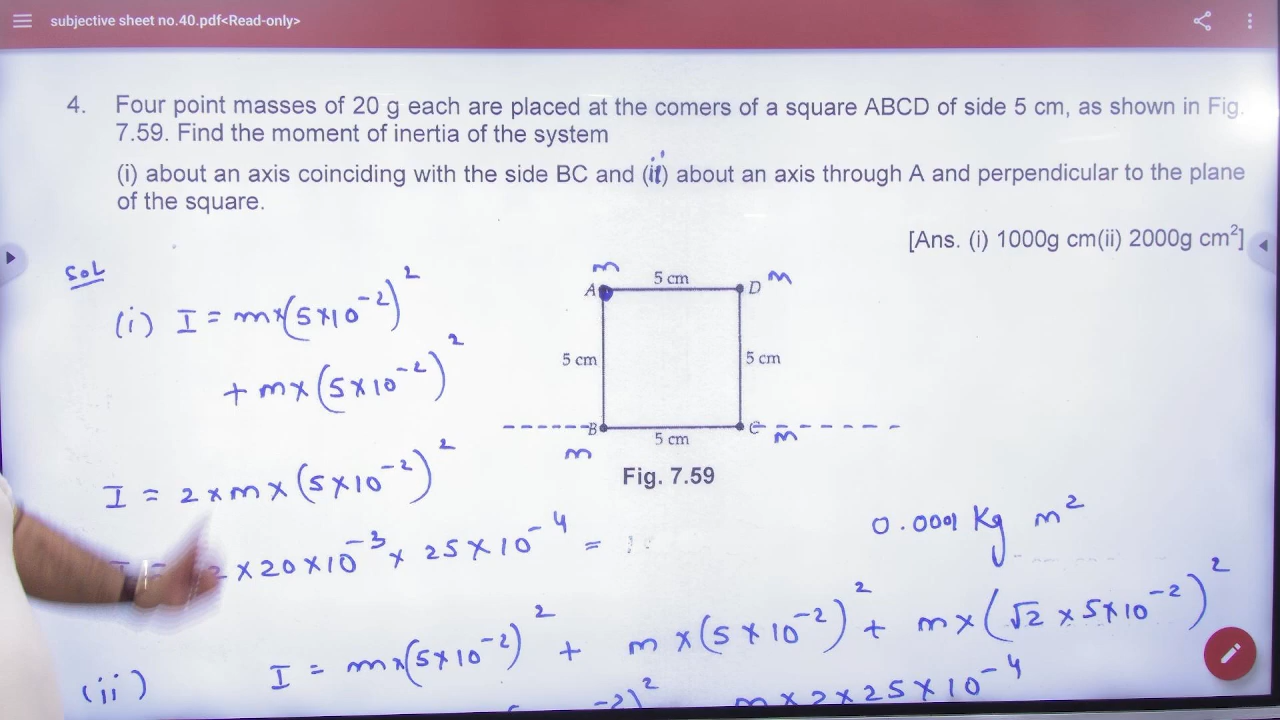 subjective sheet no.40.pdf<Read-only>
4. Four point masses of 20 g each are placed at the comers of a square ABCD of side 5 cm, as shown in Fig.
7.59. Find the moment of inertia of the system
(i) about an axis coinciding with the side BC and (ii) about an axis through A and perpendicular to the plane
of the square.
[Ans. (i) 1000g cm(ii) 2000g cm²]
Sol
(i) I = m×(5×10⁻²)²
+ m×(5×10⁻²)²
I = 2×m×(5×10⁻²)²
2×20×10⁻³×25×10⁻⁴ =
m
m
A
5 cm
D
5 cm
5 cm
B
5 cm
C
m
m
Fig. 7.59
0.0001 Kg m²
(ii) I = m×(5×10⁻²)² + m×(5×10⁻²)² + m×(√2×5×10⁻²)²
m×2×25×10⁻⁴